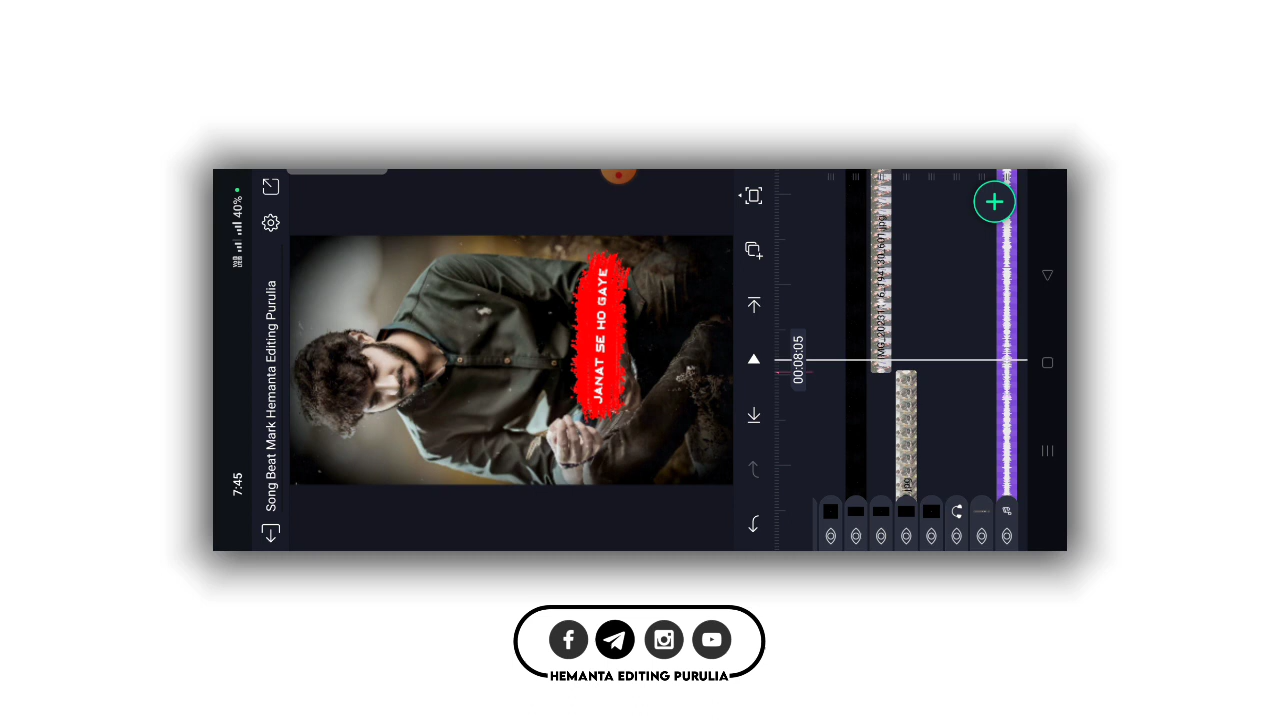 7:45
40%
Song Beat Mark Hemanta Editing Purulia
JANAT SE HO GAYE
00:08:05
.jpg
HEMANTA EDITING PURULIA